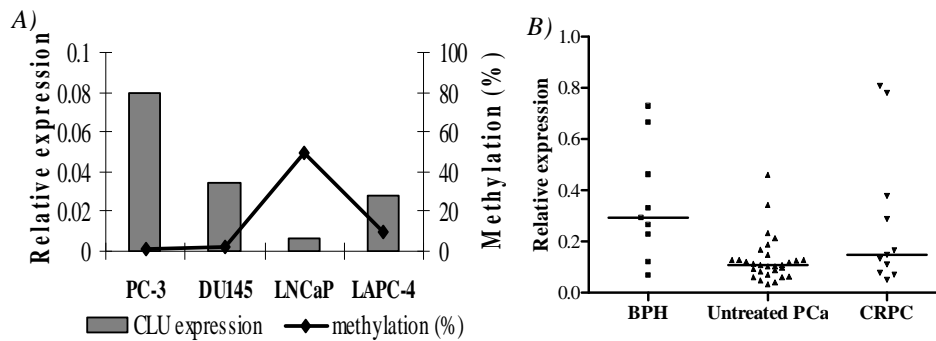 A)
Relative expression
0.1
0.08
0.06
0.04
0.02
0
100
80
60
40
20
0
Methylation (%)
PC-3 DU145 LNCaP LAPC-4
CLU expression methylation (%)
B)
Relative expression
1.0
0.8
0.6
0.4
0.2
0.0
BPH Untreated PCa CRPC